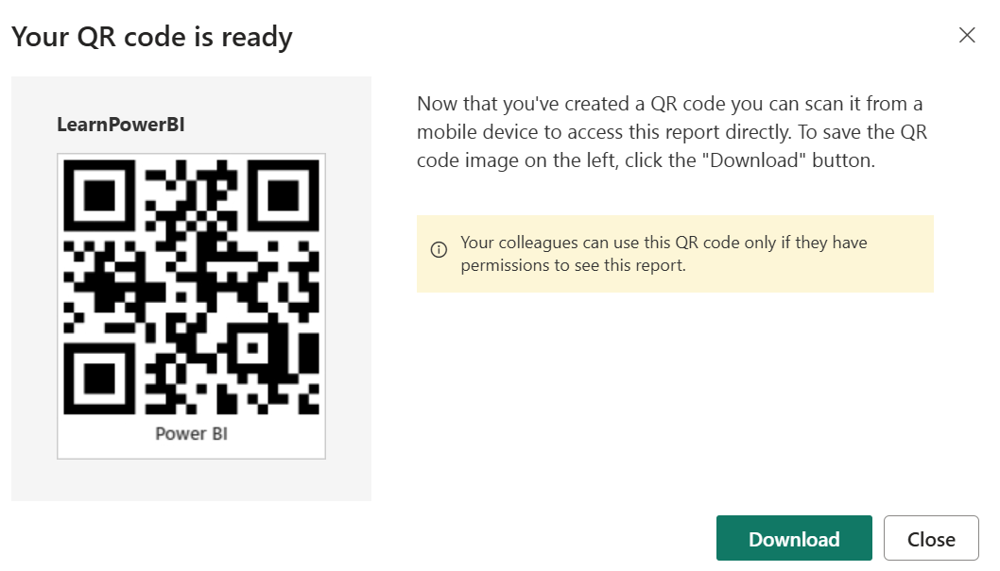 Your QR code is ready
LearnPowerBI
Power BI
Now that you've created a QR code you can scan it from a
mobile device to access this report directly. To save the QR
code image on the left, click the "Download" button.
Your colleagues can use this QR code only if they have
permissions to see this report.
Download
Close